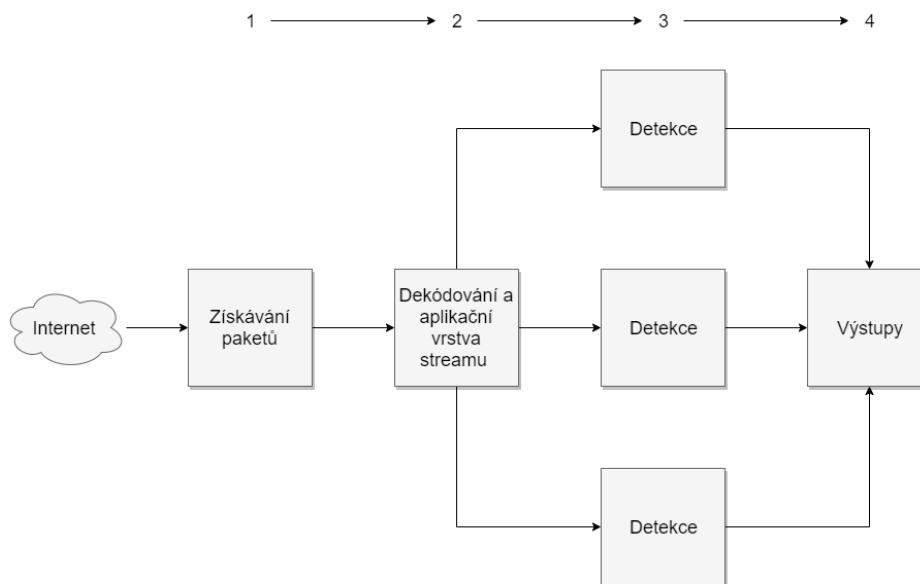 1
2
3
4
Detekce
Internet
Získávání
paketů
Dekódování a
aplikační
vrstva
streamu
Detekce
Výstupy
Detekce